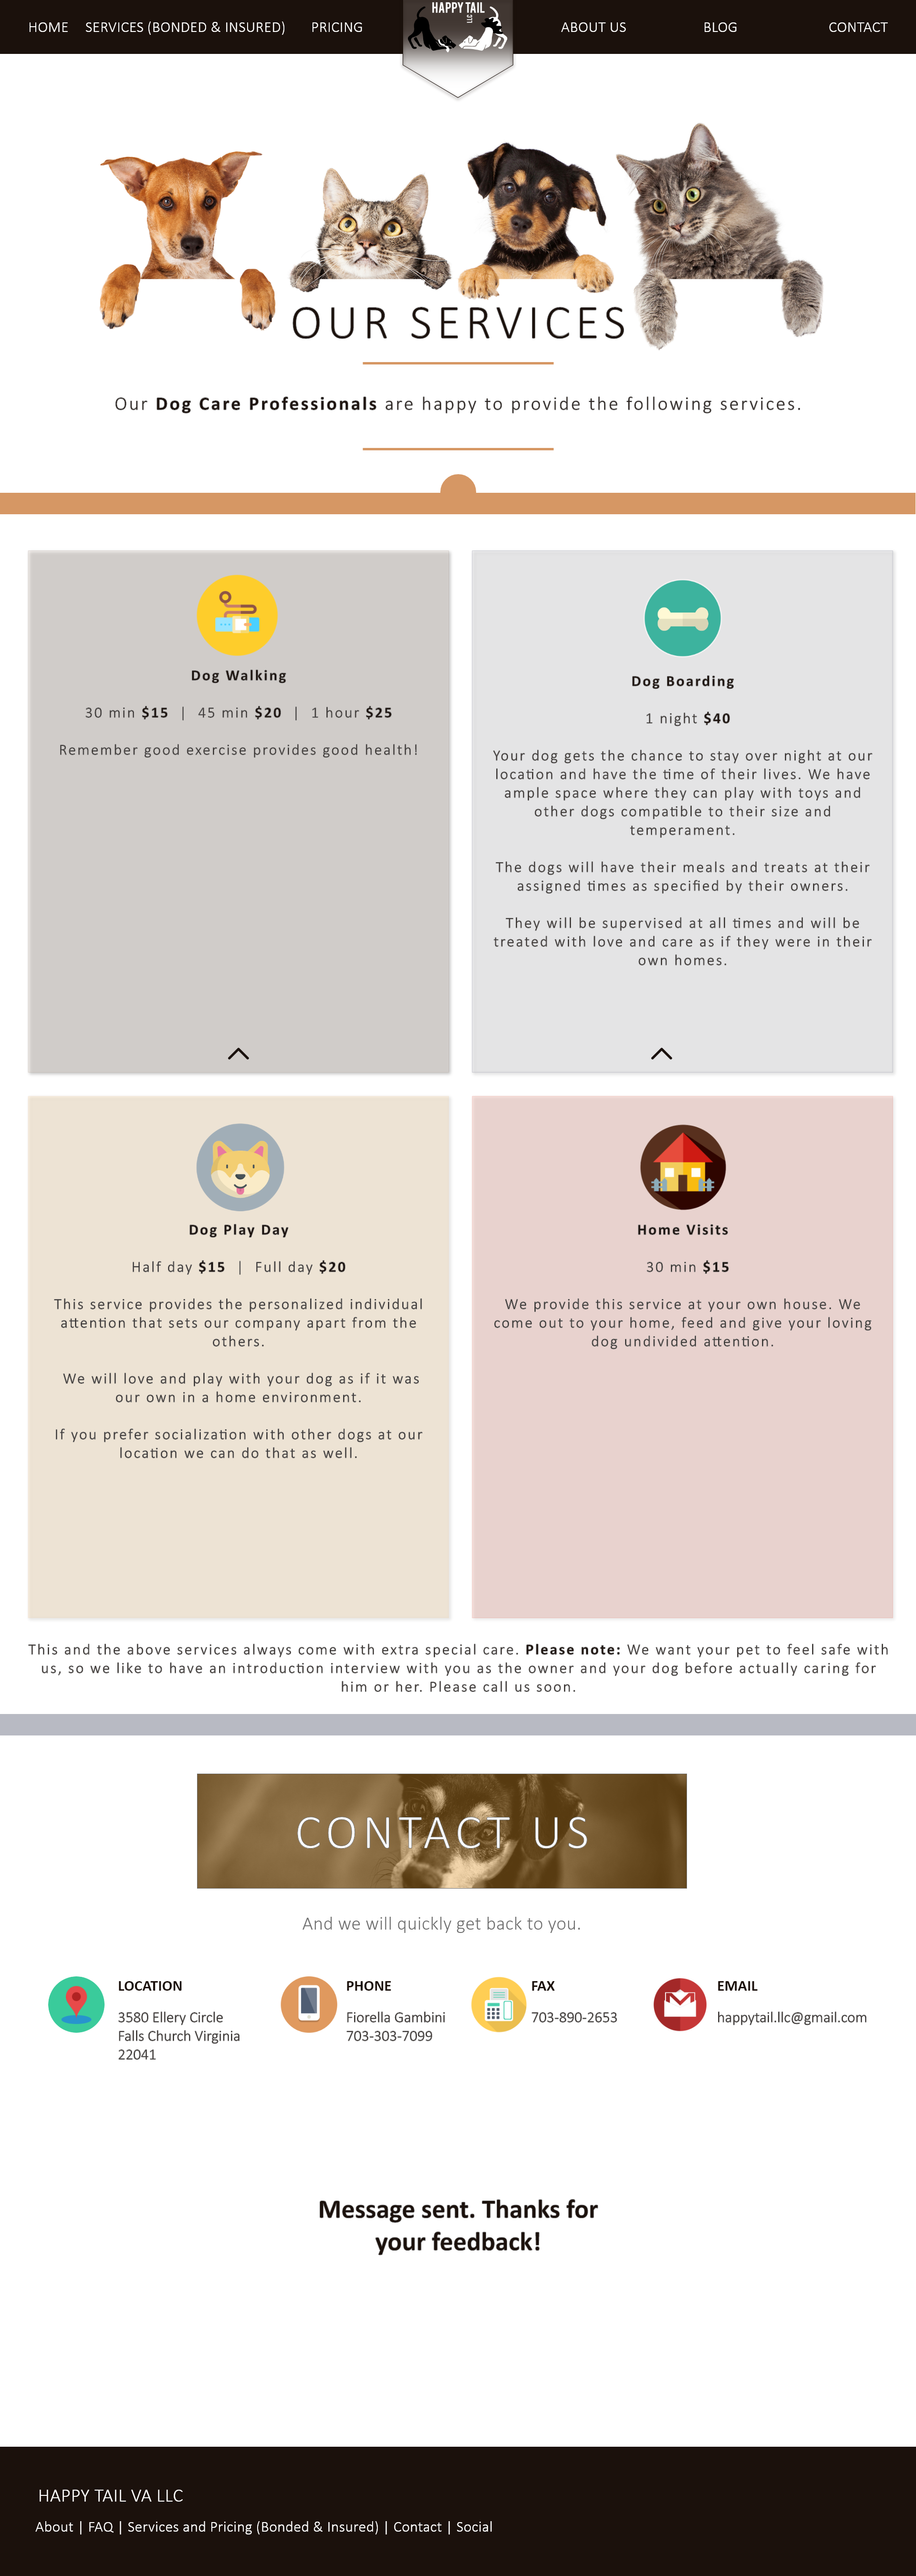 HOME SERVICES (BONDED & INSURED) PRICING HAPPY TAIL LLC ABOUT US BLOG CONTACT
OUR SERVICES
Our Dog Care Professionals are happy to provide the following services.
Dog Walking
30 min $15 | 45 min $20 | 1 hour $25
Remember good exercise provides good health!
Dog Boarding
1 night $40
Your dog gets the chance to stay over night at our
location and have the time of their lives. We have
ample space where they can play with toys and
other dogs compatible to their size and
temperament.
The dogs will have their meals and treats at their
assigned times as specified by their owners.
They will be supervised at all times and will be
treated with love and care as if they were in their
own homes.
Dog Play Day
Half day $15 | Full day $20
This service provides the personalized individual
attention that sets our company apart from the
others.
We will love and play with your dog as if it was
our own in a home environment.
If you prefer socialization with other dogs at our
location we can do that as well.
Home Visits
30 min $15
We provide this service at your own house. We
come out to your home, feed and give your loving
dog undivided attention.
This and the above services always come with extra special care. Please note: We want your pet to feel safe with
us, so we like to have an introduction interview with you as the owner and your dog before actually caring for
him or her. Please call us soon.
CONTACT US
And we will quickly get back to you.
LOCATION
3580 Ellery Circle
Falls Church Virginia
22041
PHONE
Fiorella Gambini
703-303-7099
FAX
703-890-2653
EMAIL
happytail.llc@gmail.com
Message sent. Thanks for
your feedback!
HAPPY TAIL VA LLC
About | FAQ | Services and Pricing (Bonded & Insured) | Contact | Social